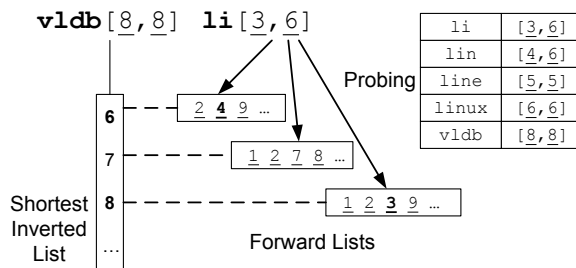 vldb[8,8] li[3,6]
Probing
li [3,6]
lin [4,6]
line [5,5]
linux [6,6]
vldb [8,8]
6 2 4 9 …
7 1 2 7 8 …
8 1 2 3 9 …
…
Shortest
Inverted
List
Forward Lists